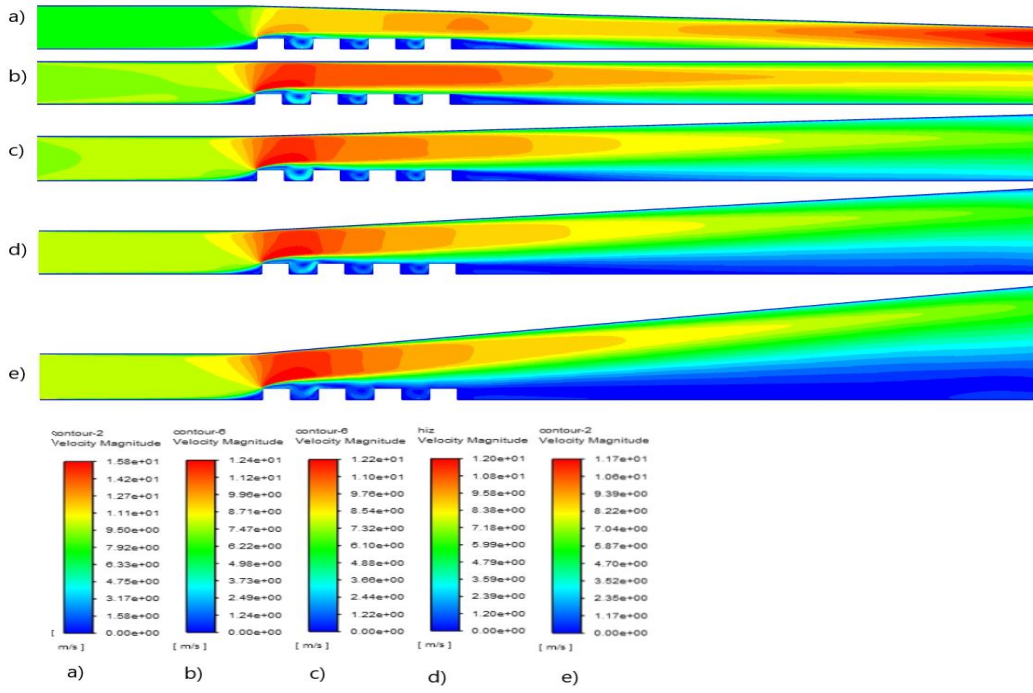 a)
b)
c)
d)
e)
contour-2
Velocity Magnitude
1.58e+01
1.42e+01
1.27e+01
1.11e+01
9.50e+00
7.92e+00
6.33e+00
4.75e+00
3.17e+00
1.58e+00
0.00e+00
[ m/s ]
contour-6
Velocity Magnitude
1.24e+01
1.12e+01
9.96e+00
8.71e+00
7.47e+00
6.22e+00
4.98e+00
3.73e+00
2.49e+00
1.24e+00
0.00e+00
[ m/s ]
contour-6
Velocity Magnitude
1.22e+01
1.10e+01
9.76e+00
8.54e+00
7.32e+00
6.10e+00
4.88e+00
3.66e+00
2.44e+00
1.22e+00
0.00e+00
[ m/s ]
hiz
Velocity Magnitude
1.20e+01
1.08e+01
9.58e+00
8.38e+00
7.18e+00
5.99e+00
4.79e+00
3.59e+00
2.39e+00
1.20e+00
0.00e+00
[ m/s ]
contour-2
Velocity Magnitude
1.17e+01
1.06e+01
9.39e+00
8.22e+00
7.04e+00
5.87e+00
4.70e+00
3.52e+00
2.35e+00
1.17e+00
0.00e+00
[ m/s ]
a)
b)
c)
d)
e)